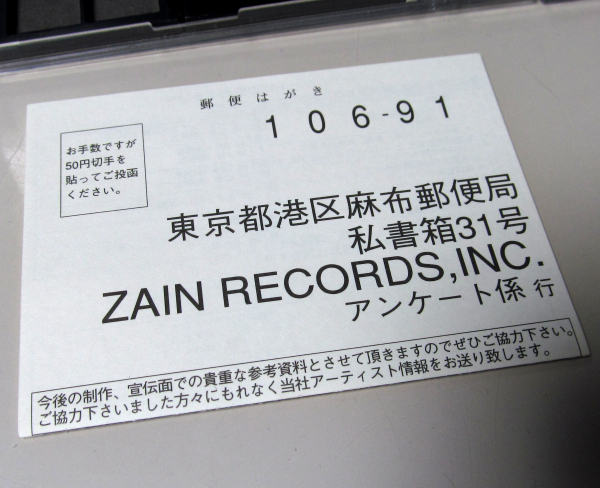 郵便はがき
106-91
お手数ですが
50円切手を
貼ってご投函
ください。
東京都港区麻布郵便局
私書箱31号
ZAIN RECORDS,INC.
アンケート係 行
今後の制作、宣伝面での貴重な参考資料とさせて頂きますのでぜひご協力下さい。
ご協力下さいました方々にもれなく当社アーティスト情報をお送り致します。